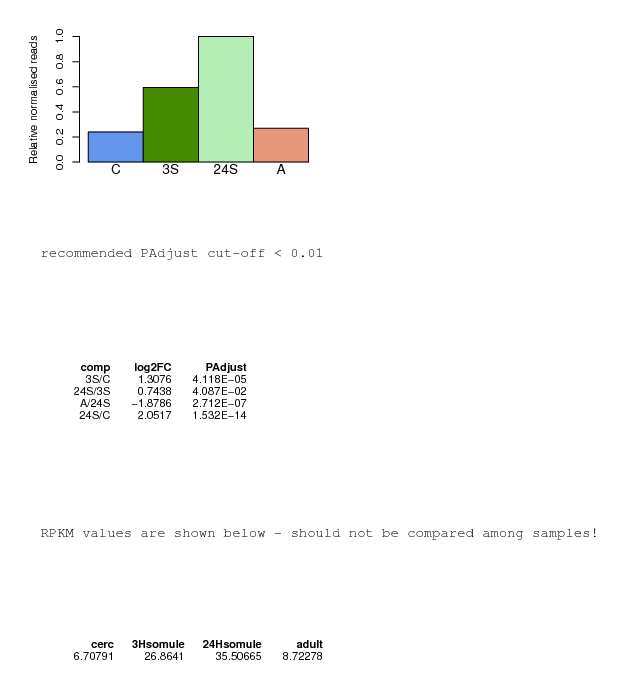 Relative normalised reads
1.0
0.8
0.6
0.4
0.2
0.0
C 3S 24S A
recommended PAdjust cut-off < 0.01
comp log2FC PAdjust
3S/C 1.3076 4.118E-05
24S/3S 0.7438 4.087E-02
A/24S −1.8786 2.712E-07
24S/C 2.0517 1.532E-14
RPKM values are shown below - should not be compared among samples!
cerc 3Hsomule 24Hsomule adult
6.70791 26.8641 35.50665 8.72278